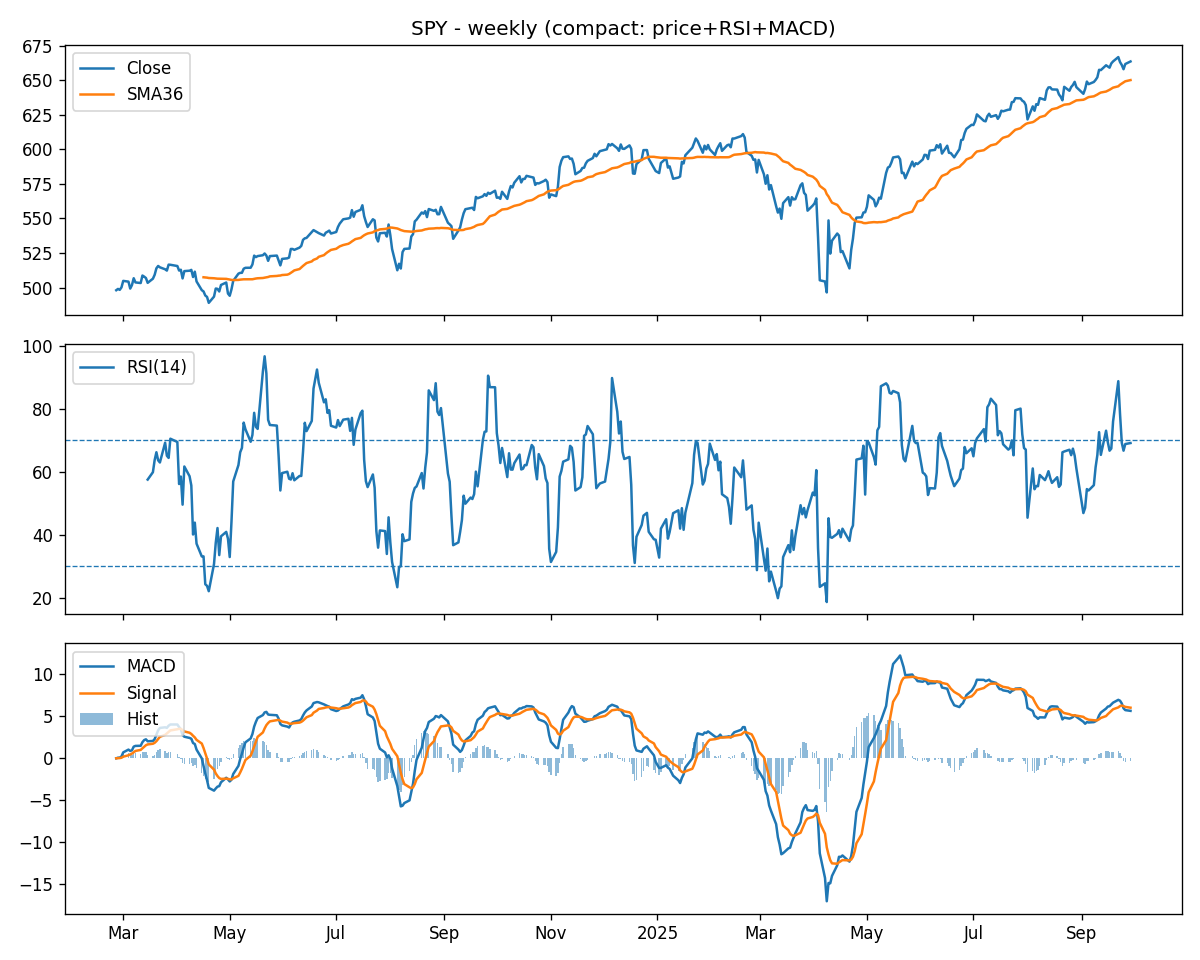 SPY - weekly (compact: price+RSI+MACD)
675
650
625
600
575
550
525
500
Close
SMA36
100
80
60
40
20
RSI(14)
10
5
0
−5
−10
−15
MACD
Signal
Hist
Mar May Jul Sep Nov 2025 Mar May Jul Sep